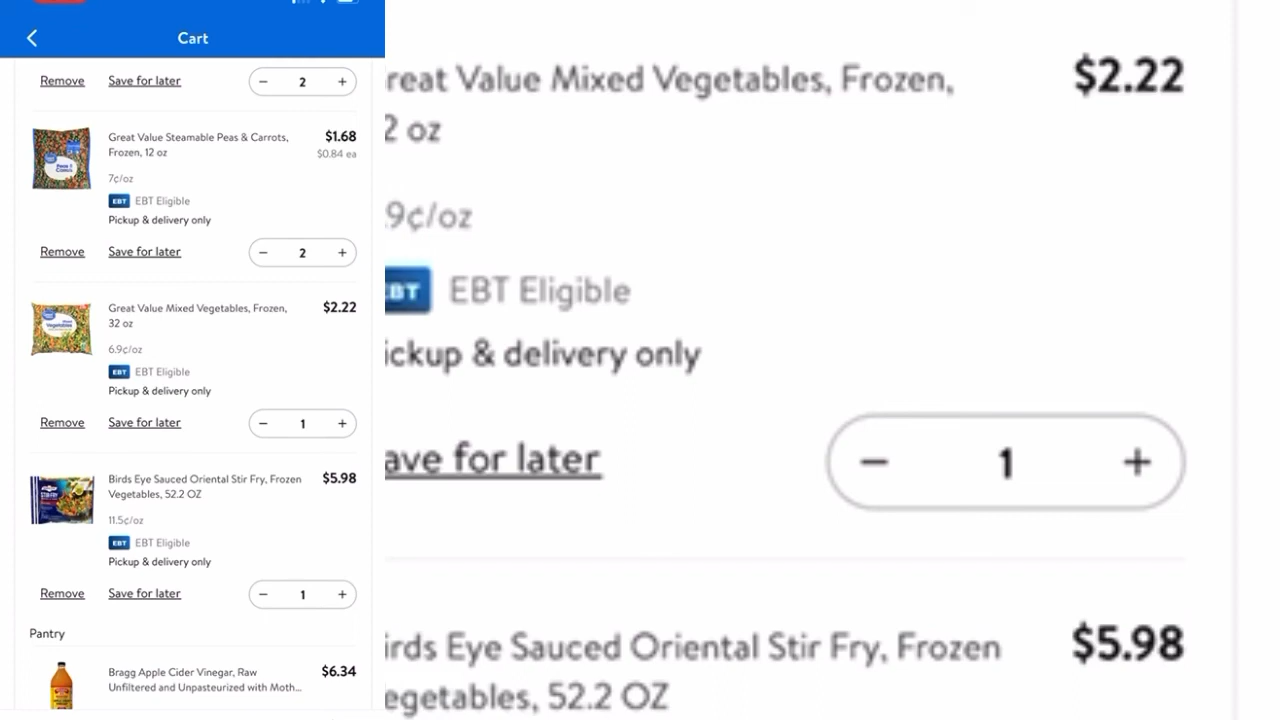 Cart
Remove Save for later − 2 +
Great Value Steamable Peas & Carrots, $1.68
Frozen, 12 oz $0.84 ea
7¢/oz
EBT EBT Eligible
Pickup & delivery only
Remove Save for later − 2 +
Great Value Mixed Vegetables, Frozen, $2.22
32 oz
6.9¢/oz
EBT EBT Eligible
Pickup & delivery only
Remove Save for later − 1 +
Birds Eye Sauced Oriental Stir Fry, Frozen $5.98
Vegetables, 52.2 OZ
11.5¢/oz
EBT EBT Eligible
Pickup & delivery only
Remove Save for later − 1 +
Pantry
Bragg Apple Cider Vinegar, Raw $6.34
Unfiltered and Unpasteurized with Moth...
reat Value Mixed Vegetables, Frozen, $2.22
2 oz
.9¢/oz
BT EBT Eligible
ickup & delivery only
ave for later − 1 +
irds Eye Sauced Oriental Stir Fry, Frozen $5.98
egetables, 52.2 OZ